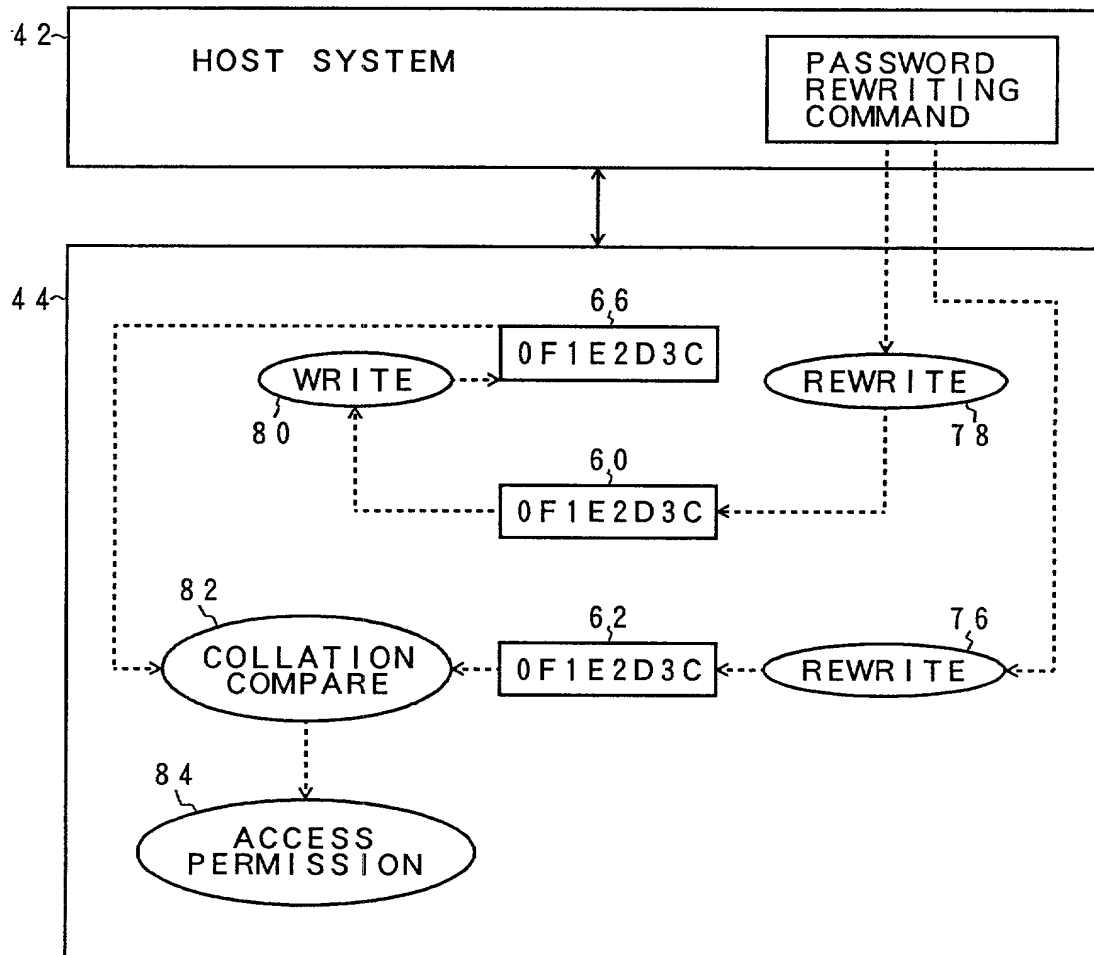 42
HOST SYSTEM
PASSWORD
REWRITING
COMMAND
44
66
0F1E2D3C
WRITE
80
REWRITE
78
60
0F1E2D3C
82
COLLATION
COMPARE
62
0F1E2D3C
76
REWRITE
84
ACCESS
PERMISSION